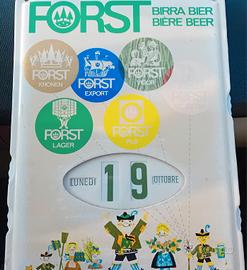 FORST
BIRRA BIER
BIÈRE BEER
FORST
KRONEN
FORST
EXPORT
FORST
FORST
LAGER
FORST
PILS
LUNEDI 19 OTTOBRE